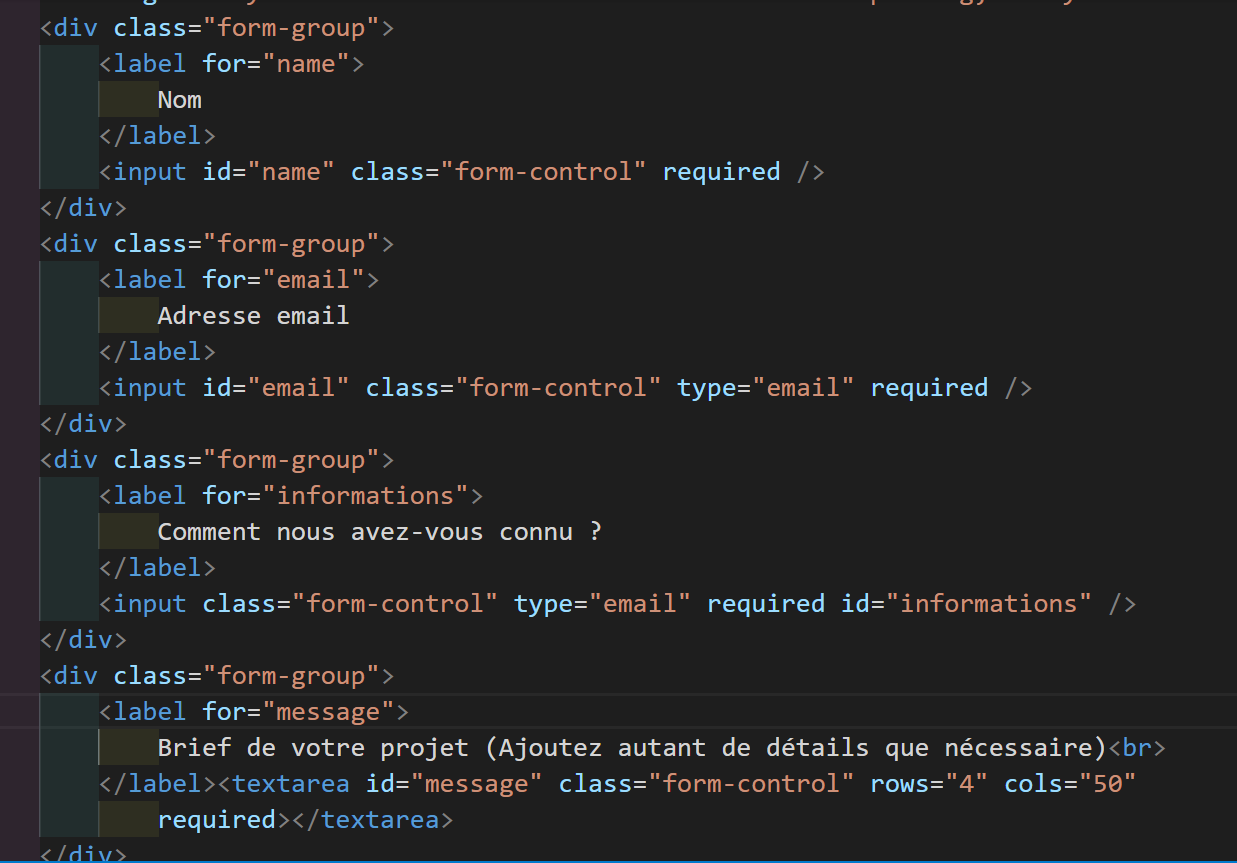 <div class="form-group">
<label for="name">
Nom
</label>
<input id="name" class="form-control" required />
</div>
<div class="form-group">
<label for="email">
Adresse email
</label>
<input id="email" class="form-control" type="email" required />
</div>
<div class="form-group">
<label for="informations">
Comment nous avez-vous connu ?
</label>
<input class="form-control" type="email" required id="informations" />
</div>
<div class="form-group">
<label for="message">
Brief de votre projet (Ajoutez autant de détails que nécessaire)<br>
</label><textarea id="message" class="form-control" rows="4" cols="50"
required></textarea>
</div>